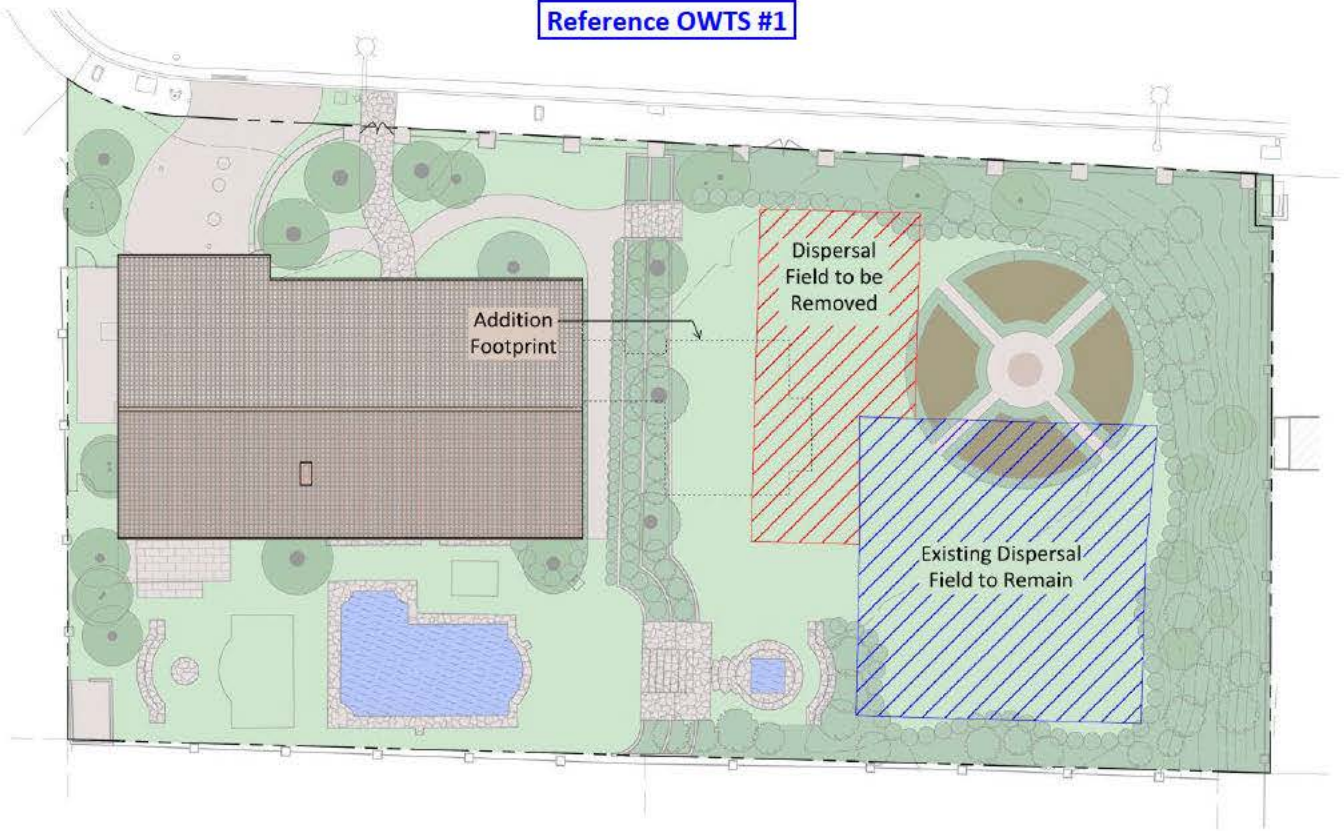 Reference OWTS #1
Dispersal
Field to be
Removed
Addition
Footprint
Existing Dispersal
Field to Remain